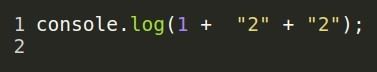 1 console.log(1 +  "2" + "2");
2